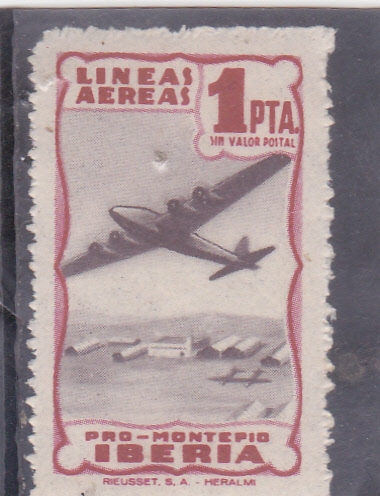 LINEAS
AEREAS
1 PTA.
SIN VALOR POSTAL
PRO-MONTEPIO
IBERIA
RIEUSSET, S. A. - HERALMI